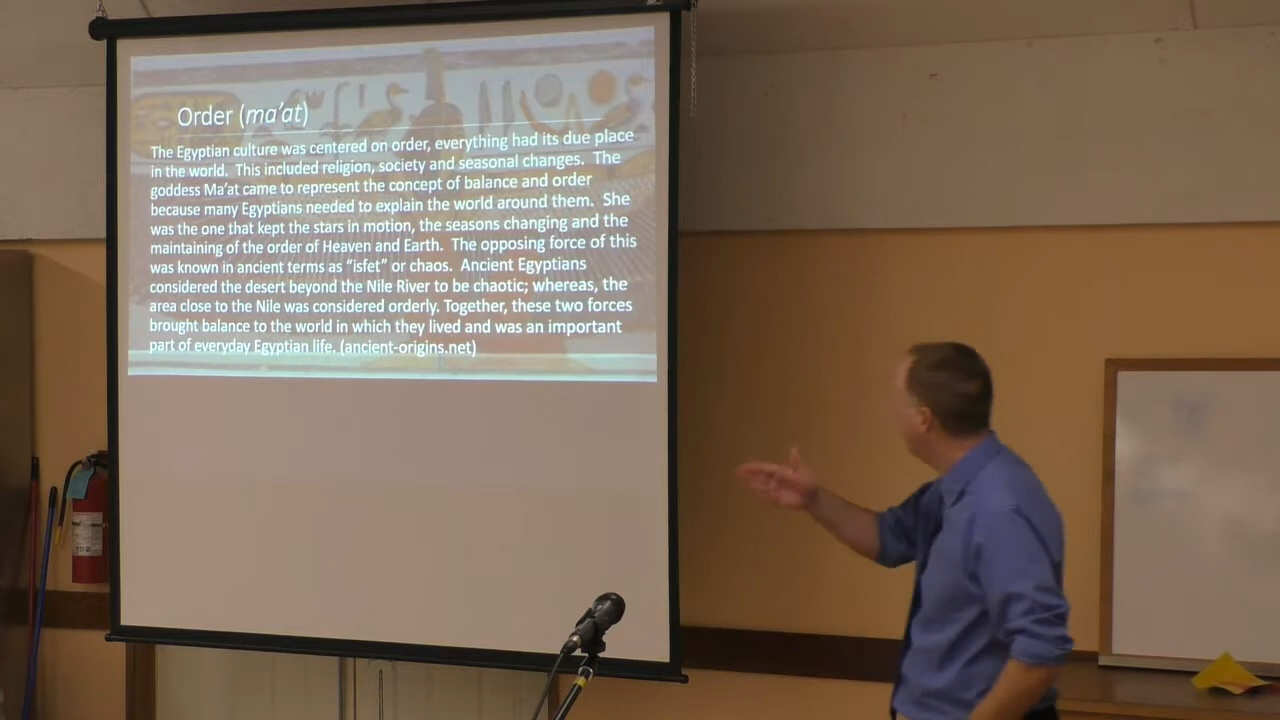 Order (ma'at)
The Egyptian culture was centered on order, everything had its due place
in the world.  This included religion, society and seasonal changes.  The
goddess Ma'at came to represent the concept of balance and order
because many Egyptians needed to explain the world around them.  She
was the one that kept the stars in motion, the seasons changing and the
maintaining of the order of Heaven and Earth.  The opposing force of this
was known in ancient terms as "isfet" or chaos.  Ancient Egyptians
considered the desert beyond the Nile River to be chaotic; whereas, the
area close to the Nile was considered orderly. Together, these two forces
brought balance to the world in which they lived and was an important
part of everyday Egyptian life. (ancient-origins.net)